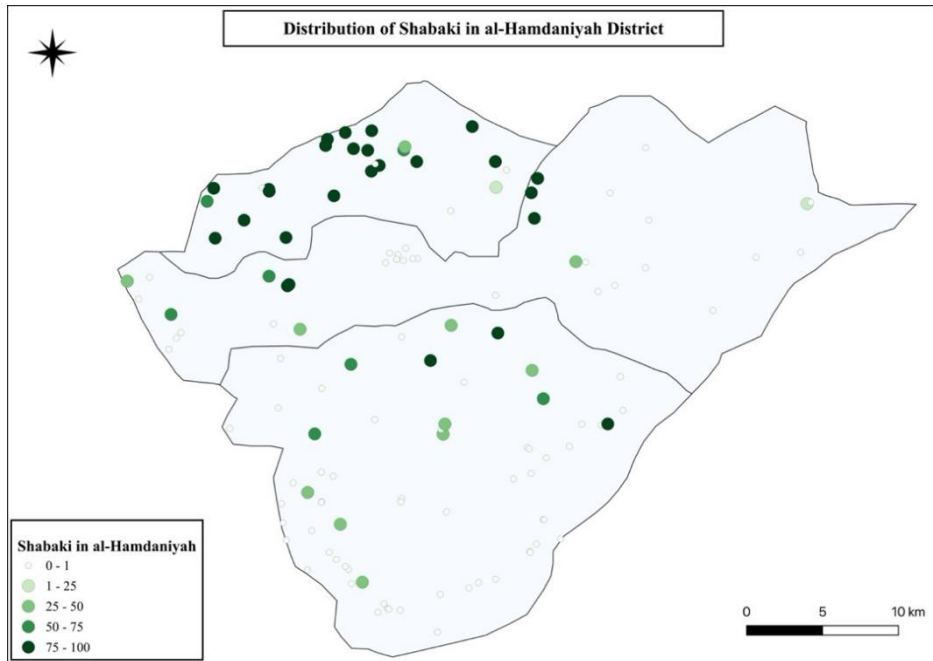 Distribution of Shabaki in al-Hamdaniyah District
Shabaki in al-Hamdaniyah
0 - 1
1 - 25
25 - 50
50 - 75
75 - 100
0 5 10 km